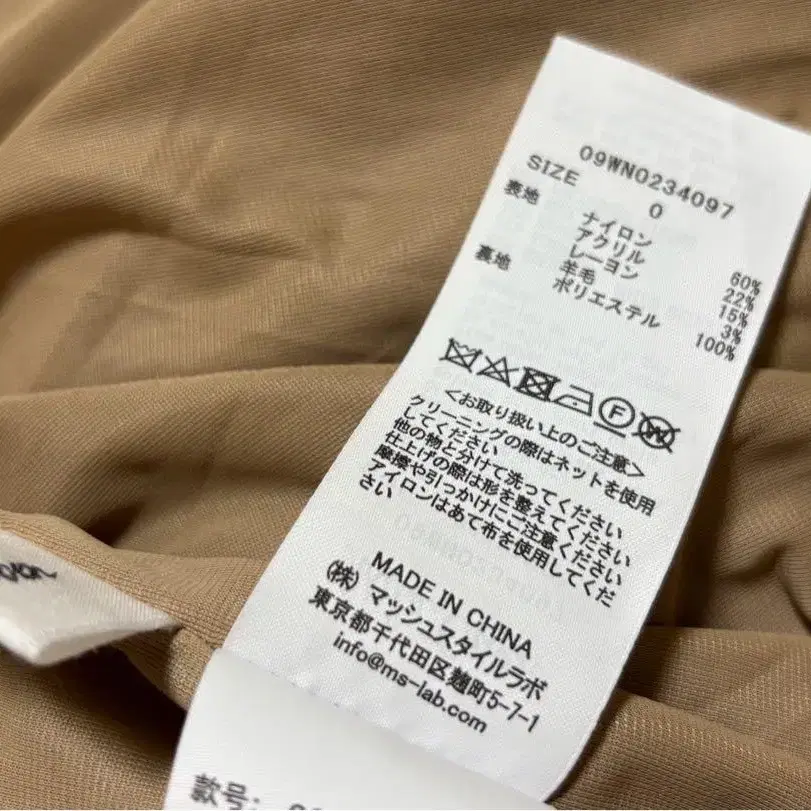 09WN0234097
SIZE 0
表地 ナイロン 60%
アクリル 22%
レーヨン 15%
羊毛 3%
裏地 ポリエステル 100%
F W
＜お取り扱い上のご注意＞
クリーニングの際はネットを使用
してください
他の物と分けて洗ってください
仕上げの際は形を整えてください
摩擦や引っかけにご注意ください
アイロンはあて布を使用してくだ
さい
MADE IN CHINA
(株) マッシュスタイルラボ
東京都千代田区麹町5-7-1
info@ms-lab.com
款号: